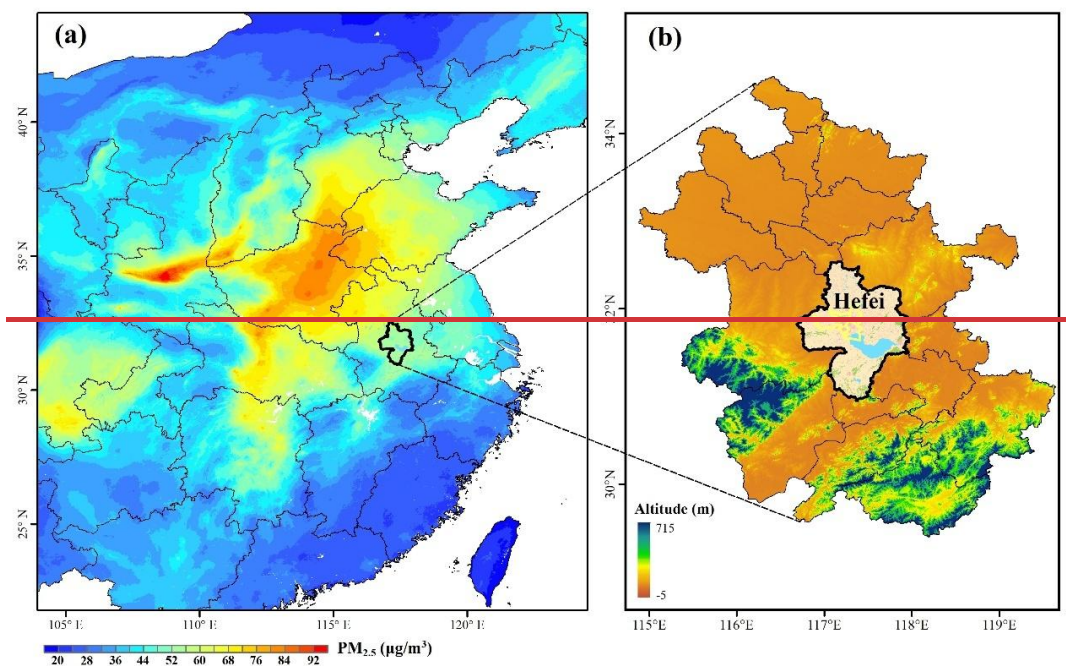 (a)
(b)
40° N
35° N
30° N
25° N
105° E
110° E
115° E
120° E
20 28 36 44 52 60 68 76 84 92
PM2.5 (μg/m³)
34°N
2°N
30°N
Hefei
Altitude (m)
715
-5
115°E
116°E
117°E
118°E
119°E